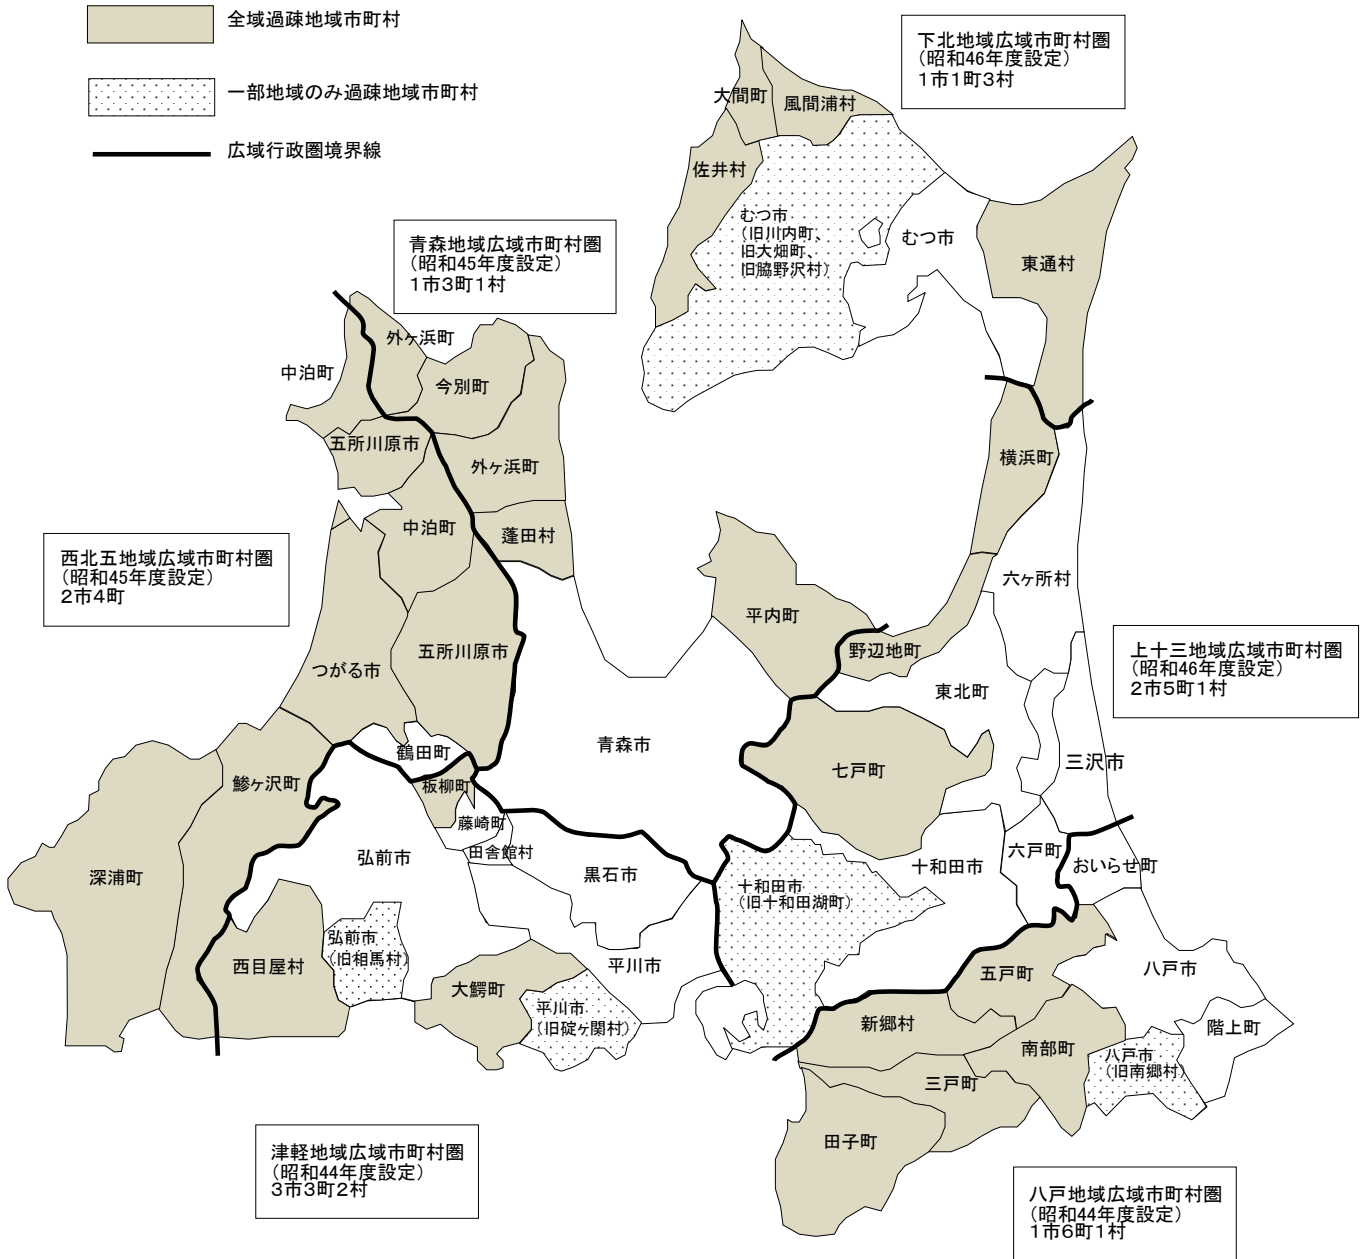 全域過疎地域市町村
一部地域のみ過疎地域市町村
広域行政圏境界線
下北地域広域市町村圏
(昭和46年度設定)
1市1町3村
大間町
風間浦村
佐井村
むつ市
(旧川内町、
旧大畑町、
旧脇野沢村)
むつ市
東通村
青森地域広域市町村圏
(昭和45年度設定)
1市3町1村
外ヶ浜町
中泊町
今別町
五所川原市
外ヶ浜町
横浜町
中泊町
蓬田村
西北五地域広域市町村圏
(昭和45年度設定)
2市4町
六ヶ所村
平内町
野辺地町
五所川原市
つがる市
上十三地域広域市町村圏
(昭和46年度設定)
2市5町1村
東北町
青森市
鶴田町
三沢市
七戸町
鰺ヶ沢町
板柳町
藤崎町
田舎館村
弘前市
黒石市
十和田市
六戸町
おいらせ町
深浦町
十和田市
(旧十和田湖町)
弘前市
(旧相馬村)
西目屋村
平川市
八戸市
五戸町
大鰐町
平川市
(旧碇ヶ関村)
新郷村
南部町
階上町
八戸市
(旧南郷村)
三戸町
田子町
津軽地域広域市町村圏
(昭和44年度設定)
3市3町2村
八戸地域広域市町村圏
(昭和44年度設定)
1市6町1村